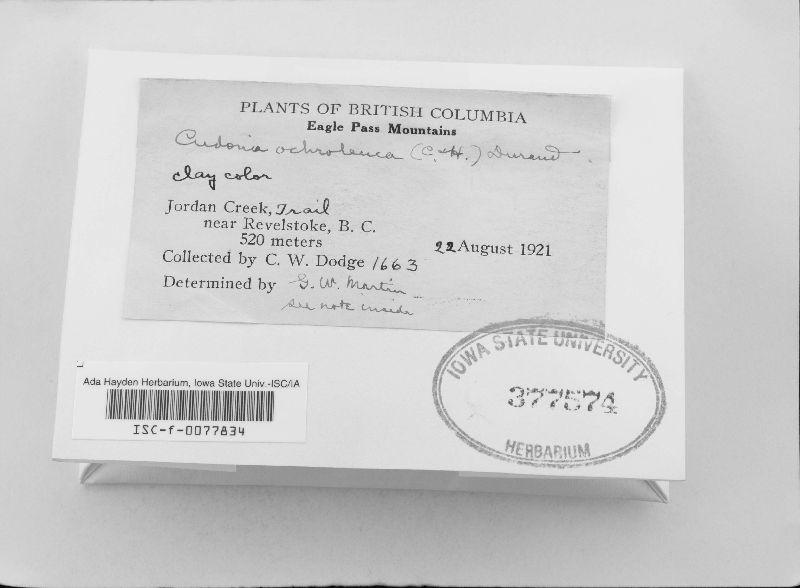 PLANTS OF BRITISH COLUMBIA
Eagle Pass Mountains
Cudonia ochroleuca (C. & H.) Durand.
clay color
Jordan Creek, Trail
near Revelstoke, B. C.
520 meters
22 August 1921
Collected by C. W. Dodge 1663
Determined by G. W. Martin
see note inside
IOWA STATE UNIVERSITY
377574
HERBARIUM
Ada Hayden Herbarium, Iowa State Univ.-ISC/IA
ISC-f-0077834